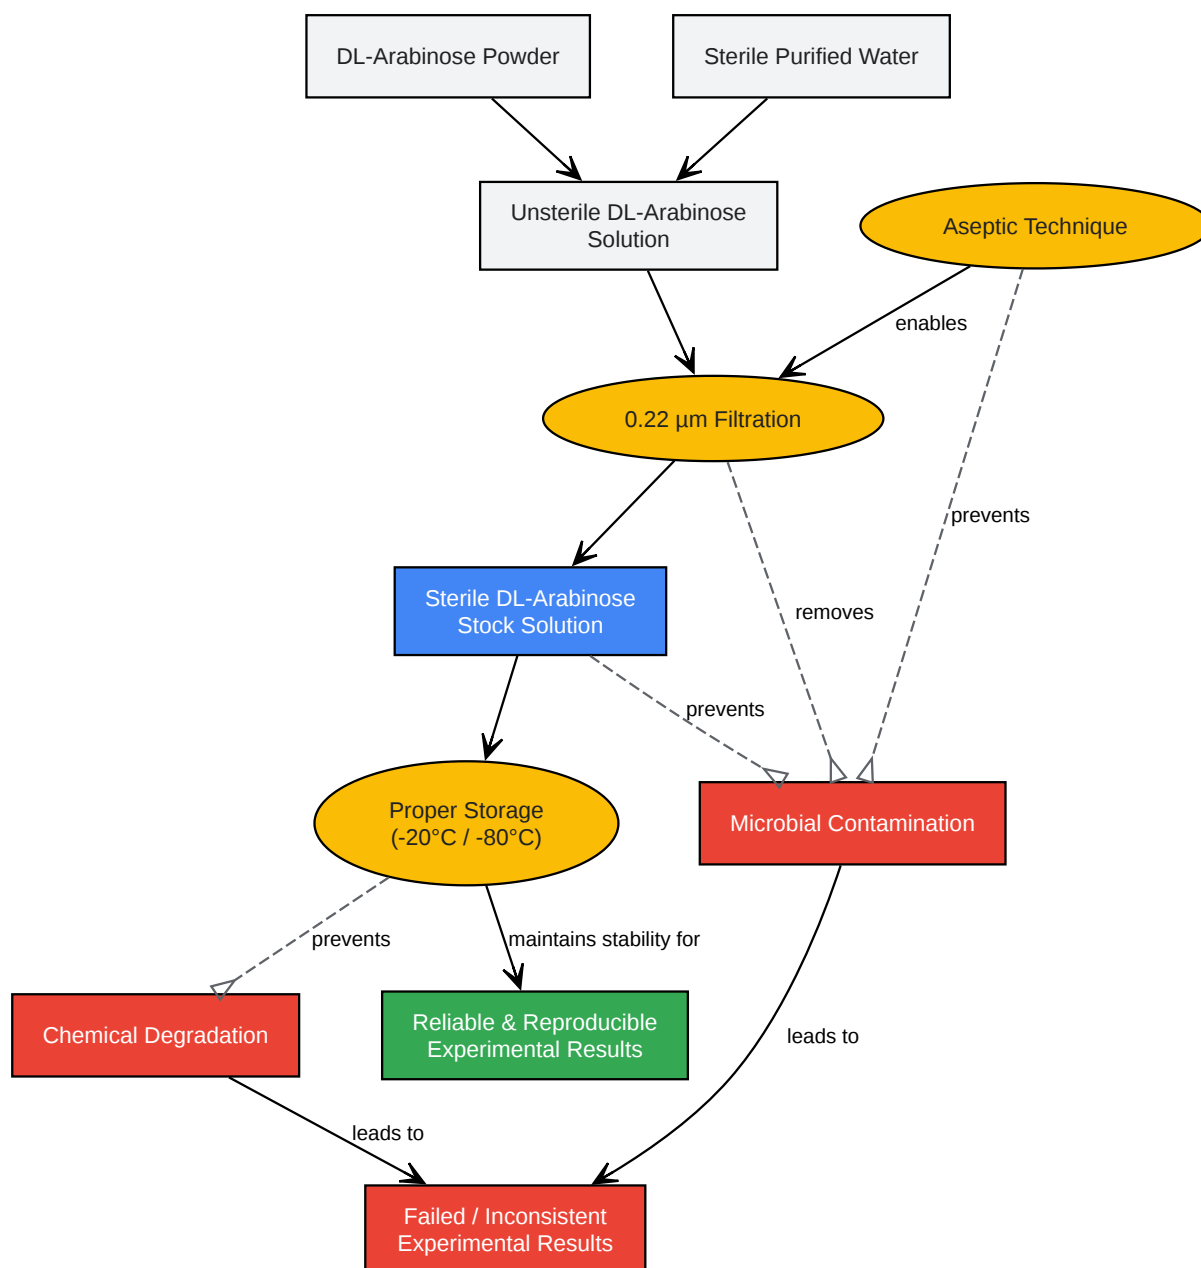 DL-Arabinose Powder
Sterile Purified Water
Unsterile DL-Arabinose
Solution
Aseptic Technique
enables
0.22 µm Filtration
prevents
Sterile DL-Arabinose
Stock Solution
removes
prevents
Proper Storage
(-20°C / -80°C)
Microbial Contamination
prevents
maintains stability for
Chemical Degradation
Reliable & Reproducible
Experimental Results
leads to
leads to
Failed / Inconsistent
Experimental Results